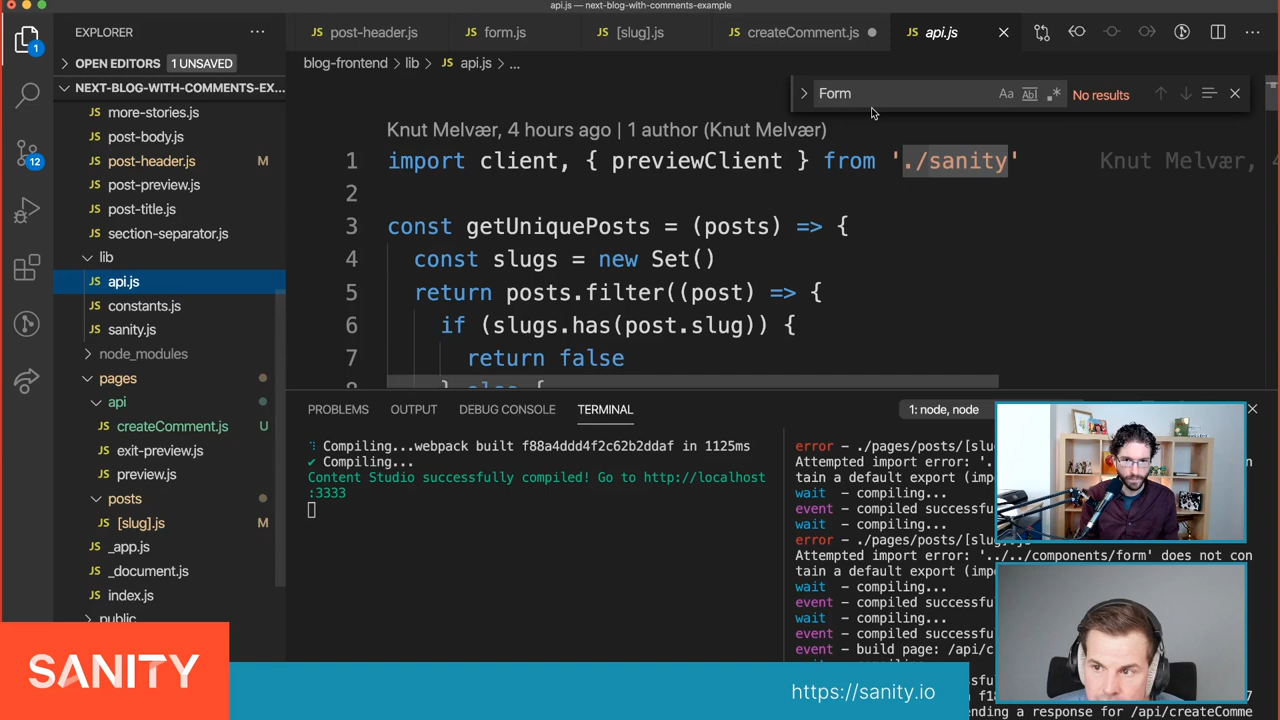 api.js — next-blog-with-comments-example
EXPLORER
post-header.js
form.js
[slug].js
createComment.js
api.js
OPEN EDITORS
1 UNSAVED
blog-frontend > lib > api.js > ...
NEXT-BLOG-WITH-COMMENTS-EX...
Form
No results
more-stories.js
post-body.js
post-header.js M
post-preview.js
post-title.js
section-separator.js
lib
api.js
constants.js
sanity.js
node_modules
pages
api
createComment.js U
exit-preview.js
preview.js
posts
[slug].js M
_app.js
_document.js
index.js
public
1
12
Knut Melvær, 4 hours ago | 1 author (Knut Melvær)
1 import client, { previewClient } from './sanity' Knut Melvær,
2
3 const getUniquePosts = (posts) => {
4 const slugs = new Set()
5 return posts.filter((post) => {
6 if (slugs.has(post.slug)) {
7 return false
8 } else {
PROBLEMS
OUTPUT
DEBUG CONSOLE
TERMINAL
1: node, node
Compiling...webpack built f88a4ddd4f2c62b2ddaf in 1125ms
✔ Compiling...
Content Studio successfully compiled! Go to http://localhost
:3333
error - ./pages/posts/[slug
Attempted import error: '.
tain a default export (imp
wait - compiling...
event - compiled successfu
wait - compiling...
error - ./pages/posts/[slug].js
Attempted import error: '../../components/form' does not con
tain a default export (imp
wait - compiling...
event - compiled successfu
wait - compiling...
event - compiled successfu
event - build page: /api/c
ending a response for /api/createComme
SANITY
https://sanity.io